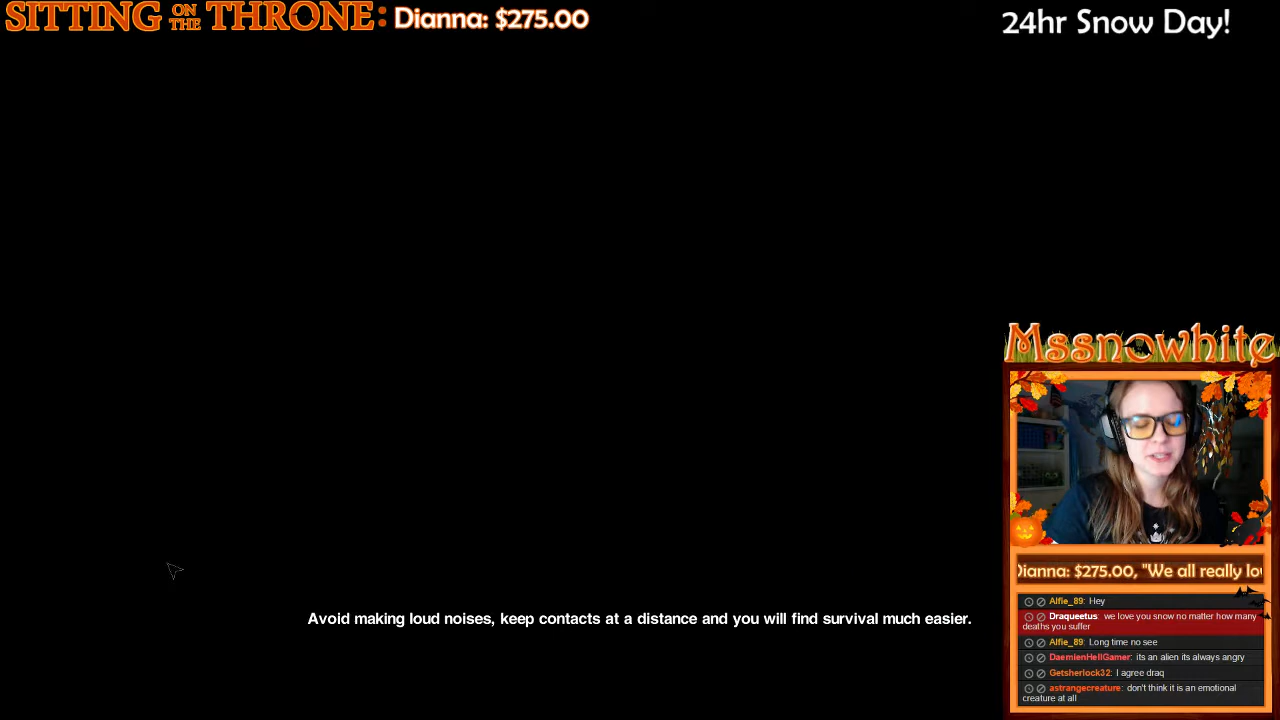 SITTING ON THE THRONE: Dianna: $275.00
24hr Snow Day!
Mssnowhite
Dianna: $275.00, "We all really lo
Alfie_89: Hey
Draqueetus: we love you snow no matter how many
deaths you suffer
Alfie_89: Long time no see
DaemienHellGamer: its an alien its always angry
Getsherlock32: I agree draq
astrangecreature: don't think it is an emotional
creature at all
Avoid making loud noises, keep contacts at a distance and you will find survival much easier.